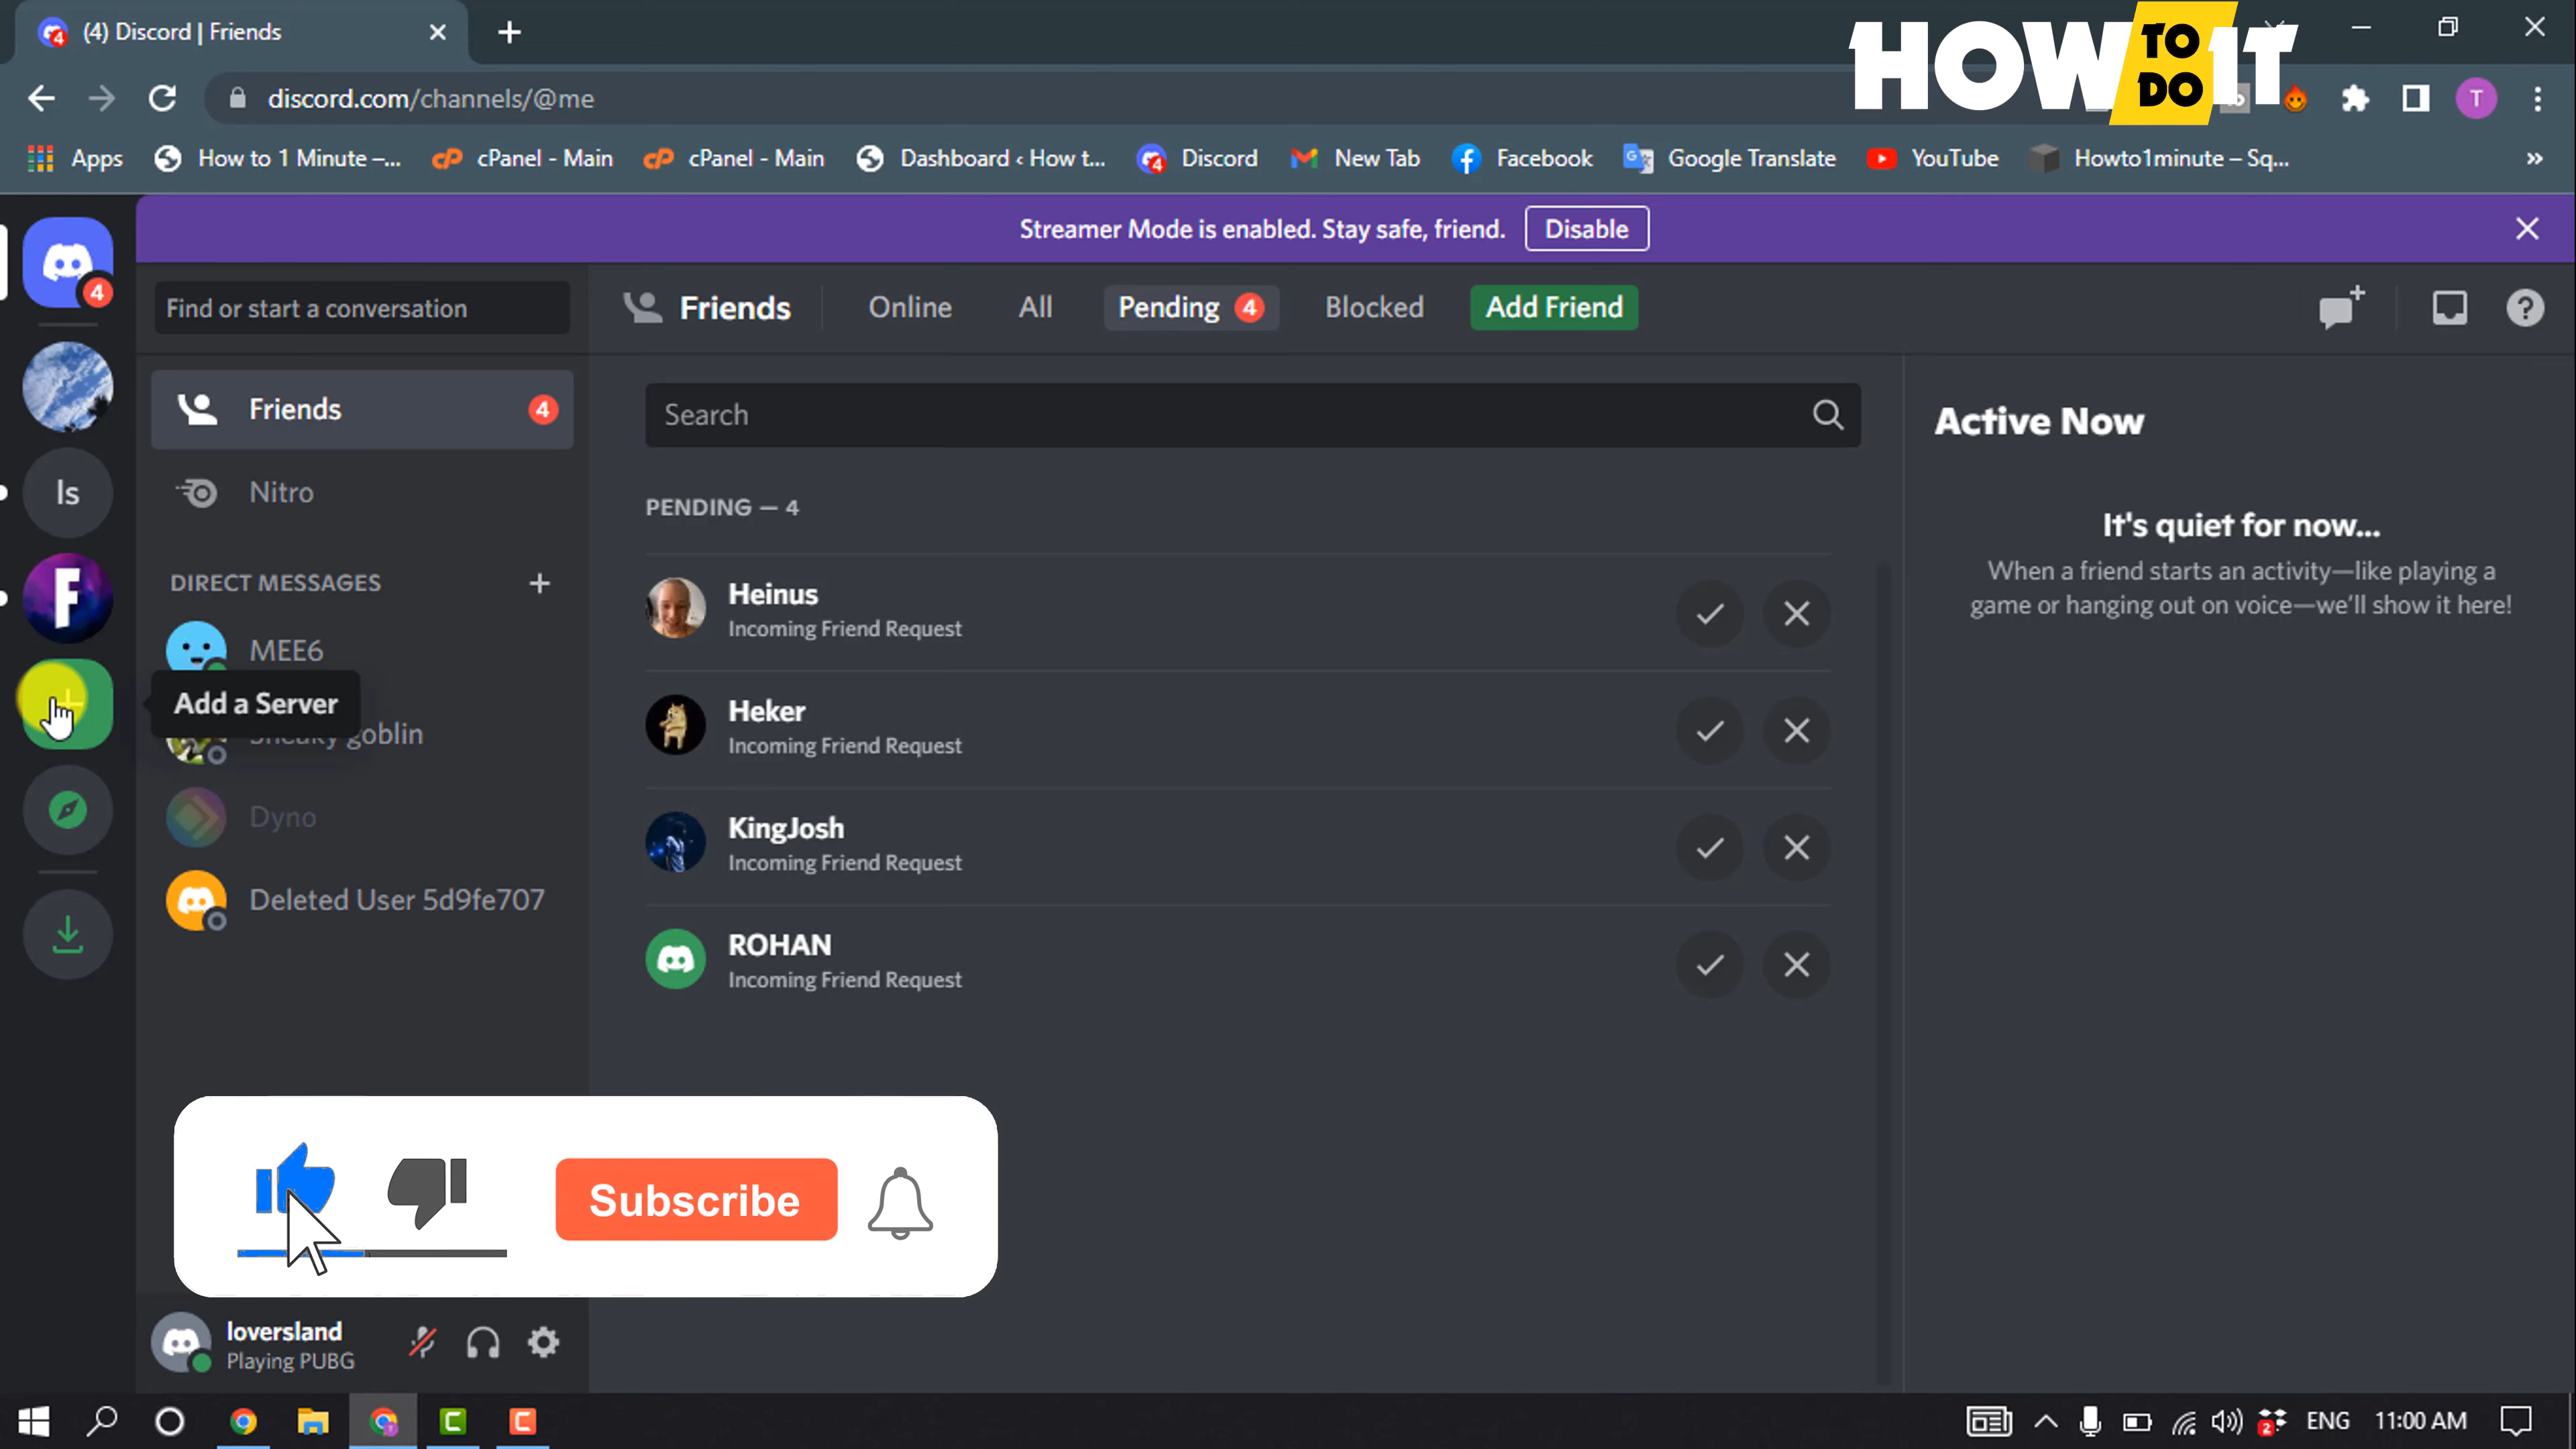 (4) Discord | Friends
HOW TO DO IT
discord.com/channels/@me
T
Apps
How to 1 Minute –...
cPanel - Main
cPanel - Main
Dashboard ‹ How t...
Discord
New Tab
Facebook
Google Translate
YouTube
Howto1minute – Sq...
Streamer Mode is enabled. Stay safe, friend.
Disable
4
Find or start a conversation
Friends
Online
All
Pending 4
Blocked
Add Friend
Friends 4
Nitro
ls
F
DIRECT MESSAGES
MEE6
Add a Server
Sneaky goblin
Dyno
Deleted User 5d9fe707
Search
PENDING — 4
Heinus
Incoming Friend Request
Heker
Incoming Friend Request
KingJosh
Incoming Friend Request
ROHAN
Incoming Friend Request
Active Now
It's quiet for now...
When a friend starts an activity—like playing a
game or hanging out on voice—we'll show it here!
Subscribe
loversland
Playing PUBG
2
ENG
11:00 AM